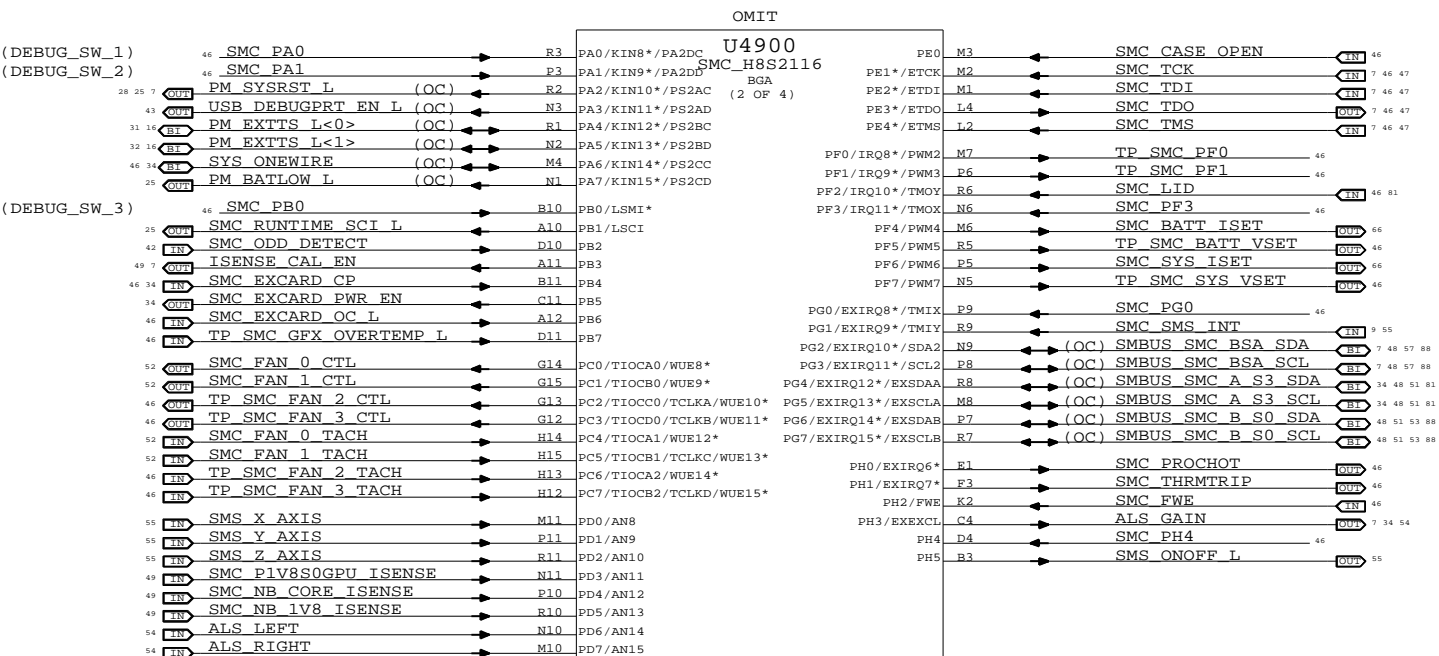 OMIT
U4900
SMC_H8S2116
BGA
(2 OF 4)
(DEBUG_SW_1) 46 SMC_PA0 R3 PA0/KIN8*/PA2DC
(DEBUG_SW_2) 46 SMC_PA1 P3 PA1/KIN9*/PA2DD
28 25 7 OUT PM_SYSRST_L (OC) R2 PA2/KIN10*/PS2AC
43 OUT USB_DEBUGPRT_EN_L (OC) N3 PA3/KIN11*/PS2AD
31 16 BI PM_EXTTS_L<0> (OC) R1 PA4/KIN12*/PS2BC
32 16 BI PM_EXTTS_L<1> (OC) N2 PA5/KIN13*/PS2BD
46 34 BI SYS_ONEWIRE (OC) M4 PA6/KIN14*/PS2CC
25 OUT PM_BATLOW_L (OC) N1 PA7/KIN15*/PS2CD
(DEBUG_SW_3) 46 SMC_PB0 B10 PB0/LSMI*
25 OUT SMC_RUNTIME_SCI_L A10 PB1/LSCI
42 IN SMC_ODD_DETECT D10 PB2
49 7 OUT ISENSE_CAL_EN A11 PB3
46 34 IN SMC_EXCARD_CP B11 PB4
34 OUT SMC_EXCARD_PWR_EN C11 PB5
46 IN SMC_EXCARD_OC_L A12 PB6
46 IN TP_SMC_GFX_OVERTEMP_L D11 PB7
52 OUT SMC_FAN_0_CTL G14 PC0/TIOCA0/WUE8*
52 OUT SMC_FAN_1_CTL G15 PC1/TIOCB0/WUE9*
46 OUT TP_SMC_FAN_2_CTL G13 PC2/TIOCC0/TCLKA/WUE10*
46 OUT TP_SMC_FAN_3_CTL G12 PC3/TIOCD0/TCLKB/WUE11*
52 IN SMC_FAN_0_TACH H14 PC4/TIOCA1/WUE12*
52 IN SMC_FAN_1_TACH H15 PC5/TIOCB1/TCLKC/WUE13*
46 IN TP_SMC_FAN_2_TACH H13 PC6/TIOCA2/WUE14*
46 IN TP_SMC_FAN_3_TACH H12 PC7/TIOCB2/TCLKD/WUE15*
55 IN SMS_X_AXIS M11 PD0/AN8
55 IN SMS_Y_AXIS P11 PD1/AN9
55 IN SMS_Z_AXIS R11 PD2/AN10
49 IN SMC_P1V8S0GPU_ISENSE N11 PD3/AN11
49 IN SMC_NB_CORE_ISENSE P10 PD4/AN12
49 IN SMC_NB_1V8_ISENSE R10 PD5/AN13
54 IN ALS_LEFT N10 PD6/AN14
54 IN ALS_RIGHT M10 PD7/AN15
PE0 M3 SMC_CASE_OPEN IN 46
PE1*/ETCK M2 SMC_TCK IN 7 46 47
PE2*/ETDI M1 SMC_TDI IN 7 46 47
PE3*/ETDO L4 SMC_TDO OUT 7 46 47
PE4*/ETMS L2 SMC_TMS IN 7 46 47
PF0/IRQ8*/PWM2 M7 TP_SMC_PF0 46
PF1/IRQ9*/PWM3 P6 TP_SMC_PF1 46
PF2/IRQ10*/TMOY R6 SMC_LID IN 46 81
PF3/IRQ11*/TMOX N6 SMC_PF3 46
PF4/PWM4 M6 SMC_BATT_ISET OUT 66
PF5/PWM5 R5 TP_SMC_BATT_VSET OUT 46
PF6/PWM6 P5 SMC_SYS_ISET OUT 66
PF7/PWM7 N5 TP_SMC_SYS_VSET OUT 46
PG0/EXIRQ8*/TMIX P9 SMC_PG0 46
PG1/EXIRQ9*/TMIY R9 SMC_SMS_INT IN 9 55
PG2/EXIRQ10*/SDA2 N9 (OC) SMBUS_SMC_BSA_SDA BI 7 48 57 88
PG3/EXIRQ11*/SCL2 P8 (OC) SMBUS_SMC_BSA_SCL BI 7 48 57 88
PG4/EXIRQ12*/EXSDAA R8 (OC) SMBUS_SMC_A_S3_SDA BI 34 48 51 81
PG5/EXIRQ13*/EXSCLA M8 (OC) SMBUS_SMC_A_S3_SCL BI 34 48 51 81
PG6/EXIRQ14*/EXSDAB P7 (OC) SMBUS_SMC_B_S0_SDA BI 48 51 53 88
PG7/EXIRQ15*/EXSCLB R7 (OC) SMBUS_SMC_B_S0_SCL BI 48 51 53 88
PH0/EXIRQ6* E1 SMC_PROCHOT OUT 46
PH1/EXIRQ7* F3 SMC_THRMTRIP OUT 46
PH2/FWE K2 SMC_FWE IN 46
PH3/EXEXCL C4 ALS_GAIN OUT 7 34 54
PH4 D4 SMC_PH4 46
PH5 B3 SMS_ONOFF_L OUT 55